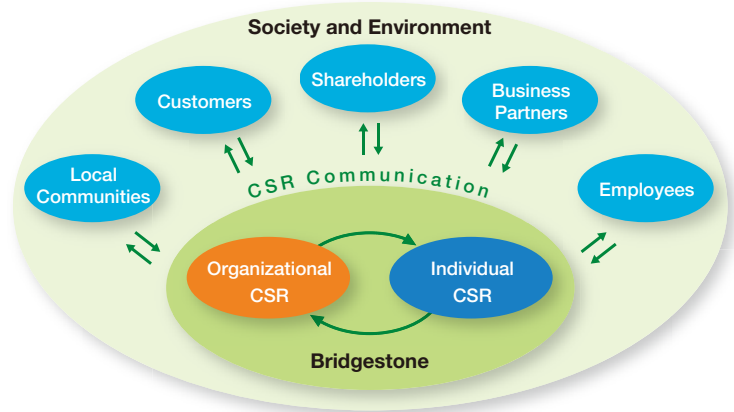 Society and Environment
Shareholders
Customers
Business
Partners
Local
Communities
Employees
CSR Communication
Organizational
CSR
Individual
CSR
Bridgestone